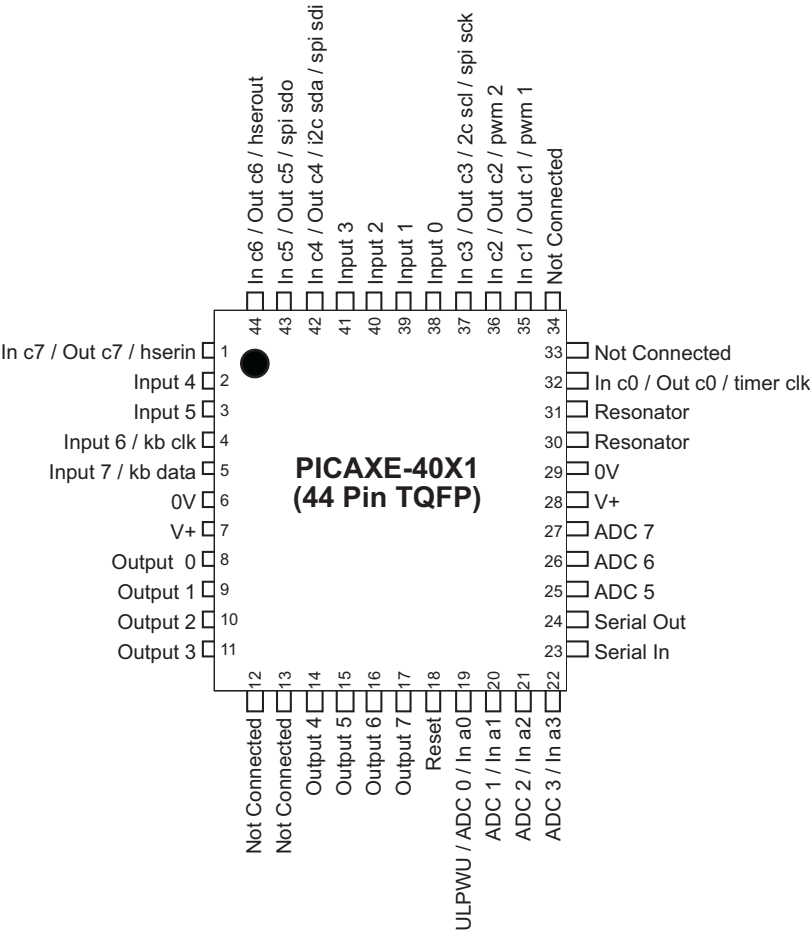 In c6 / Out c6 / hserout
In c5 / Out c5 / spi sdo
In c4 / Out c4 / i2c sda / spi sdi
Input 3
Input 2
Input 1
Input 0
In c3 / Out c3 / 2c scl / spi sck
In c2 / Out c2 / pwm 2
In c1 / Out c1 / pwm 1
Not Connected
44 43 42 41 40 39 38 37 36 35 34
In c7 / Out c7 / hserin 1
Input 4 2
Input 5 3
Input 6 / kb clk 4
Input 7 / kb data 5
0V 6
V+ 7
Output 0 8
Output 1 9
Output 2 10
Output 3 11
PICAXE-40X1
(44 Pin TQFP)
33 Not Connected
32 In c0 / Out c0 / timer clk
31 Resonator
30 Resonator
29 0V
28 V+
27 ADC 7
26 ADC 6
25 ADC 5
24 Serial Out
23 Serial In
12 13 14 15 16 17 18 19 20 21 22
Not Connected
Not Connected
Output 4
Output 5
Output 6
Output 7
Reset
ULPWU / ADC 0 / In a0
ADC 1 / In a1
ADC 2 / In a2
ADC 3 / In a3